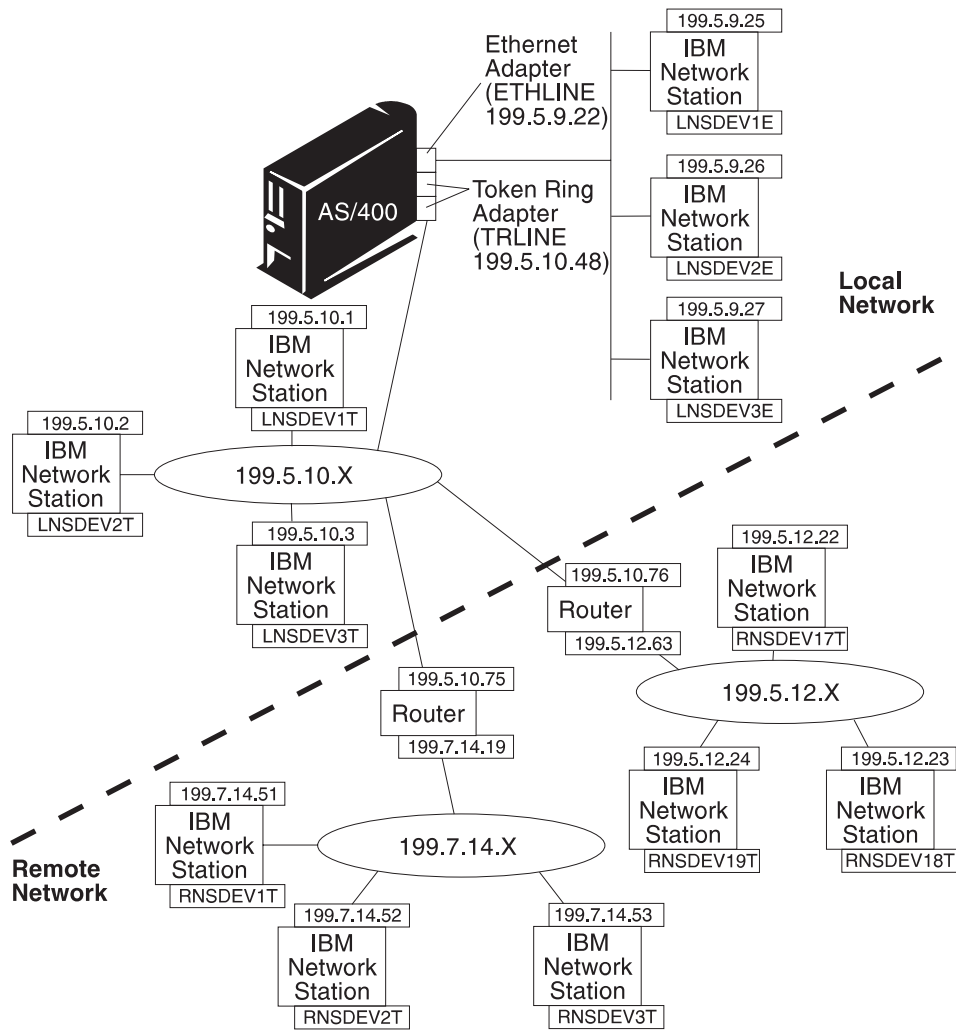 199.5.9.25
IBM
Network
Station
LNSDEV1E
Ethernet
Adapter
(ETHLINE
199.5.9.22)
199.5.9.26
IBM
Network
Station
LNSDEV2E
AS/400
Token Ring
Adapter
(TRLINE
199.5.10.48)
199.5.9.27
IBM
Network
Station
LNSDEV3E
Local
Network
199.5.10.1
IBM
Network
Station
LNSDEV1T
199.5.10.2
IBM
Network
Station
LNSDEV2T
199.5.10.X
199.5.10.3
IBM
Network
Station
LNSDEV3T
199.5.10.76
Router
199.5.12.63
199.5.12.22
IBM
Network
Station
RNSDEV17T
199.5.12.X
199.5.10.75
Router
199.7.14.19
199.5.12.24
IBM
Network
Station
RNSDEV19T
199.5.12.23
IBM
Network
Station
RNSDEV18T
Remote
Network
199.7.14.51
IBM
Network
Station
RNSDEV1T
199.7.14.X
199.7.14.52
IBM
Network
Station
RNSDEV2T
199.7.14.53
IBM
Network
Station
RNSDEV3T